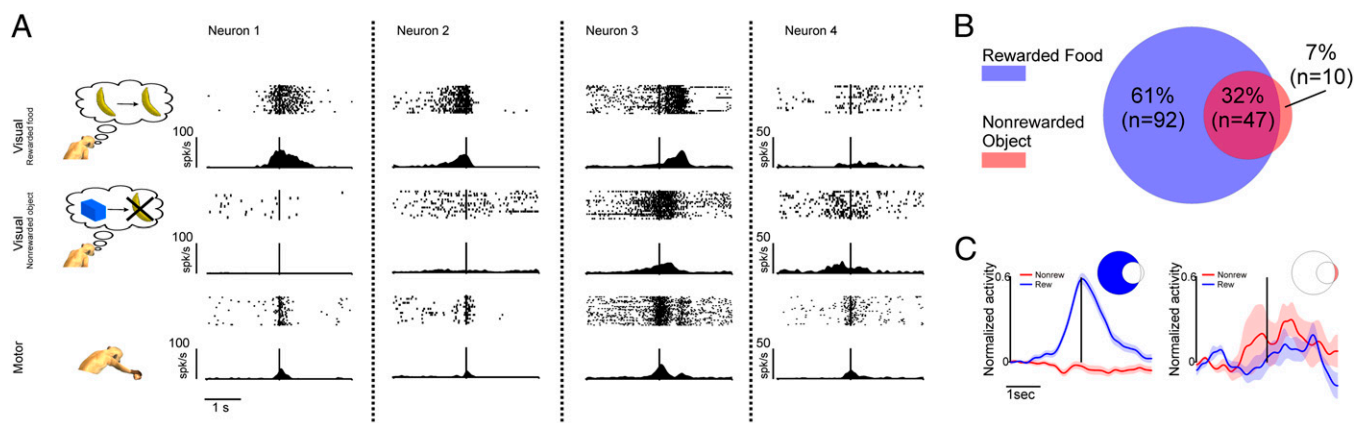 A
Neuron 1
Neuron 2
Neuron 3
Neuron 4
Visual
Rewarded food
100
spk/s
50
spk/s
Visual
Nonrewarded object
100
spk/s
50
spk/s
Motor
100
spk/s
50
spk/s
1 s
B
Rewarded Food
Nonrewarded
Object
61%
(n=92)
32%
(n=47)
7%
(n=10)
C
Normalized activity
0.6
0
Nonrew
Rew
1sec
Normalized activity
0.6
0
Nonrew
Rew